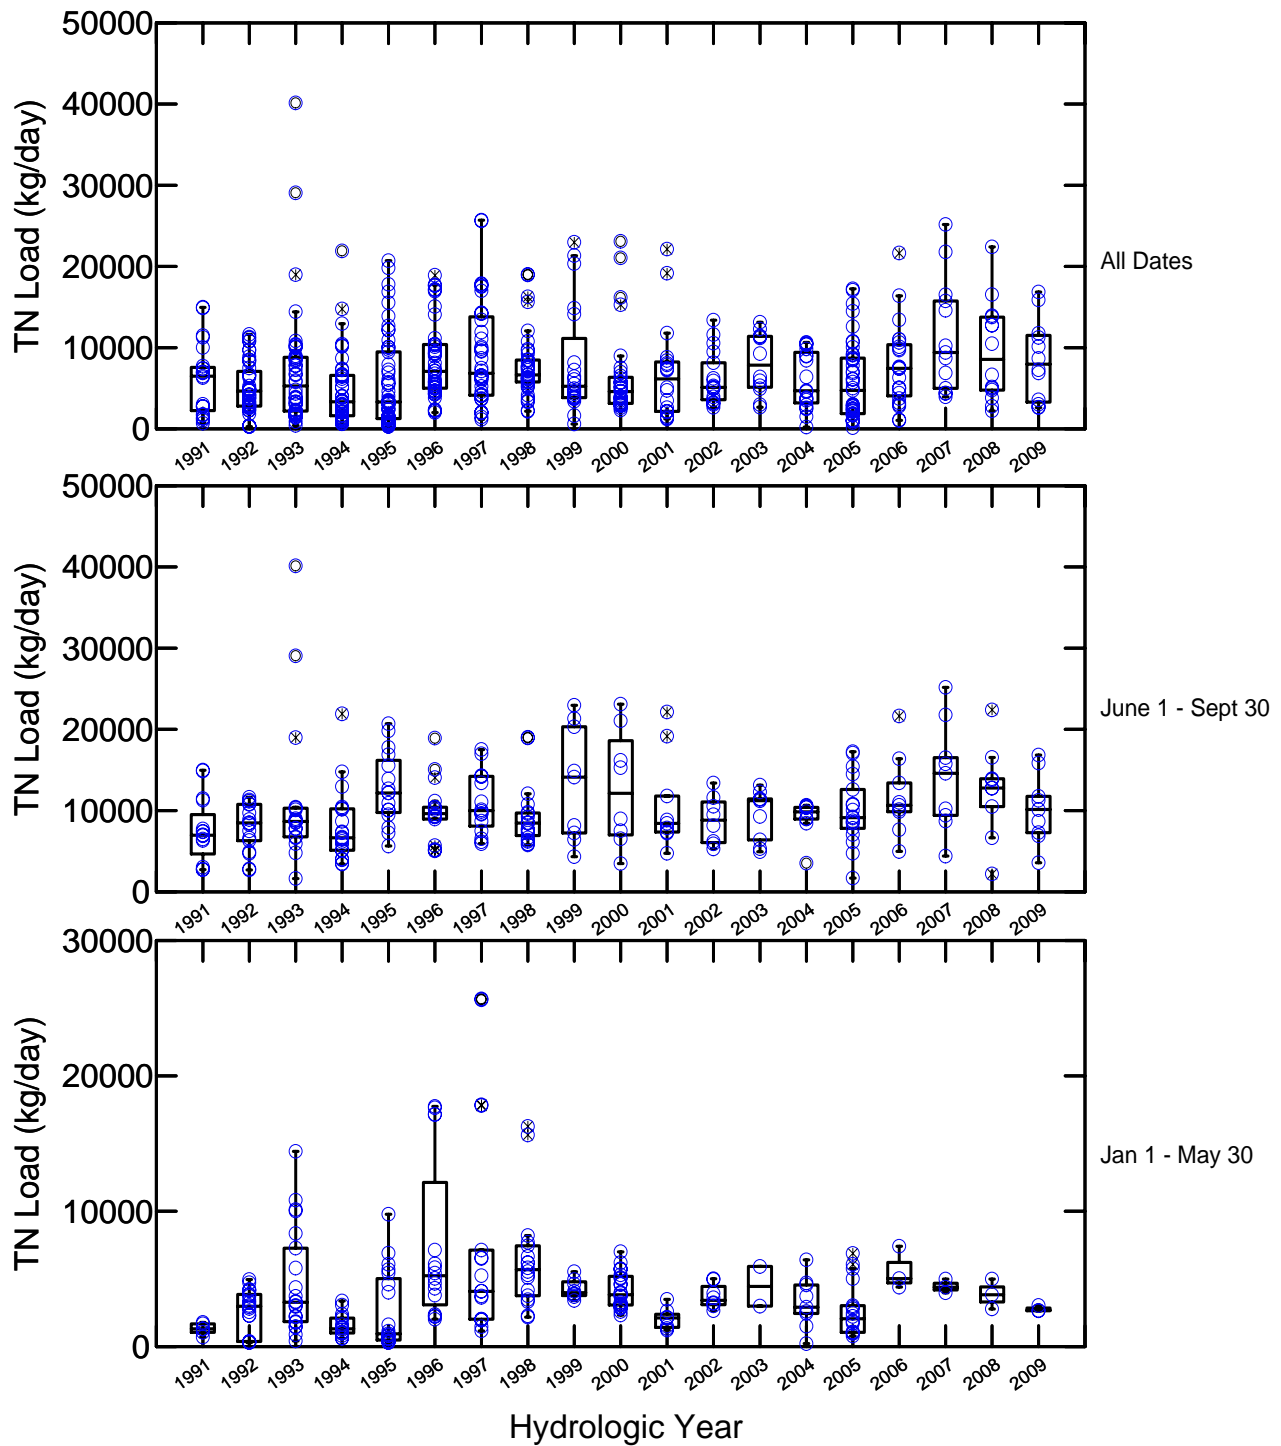 50000
40000
30000
20000
10000
0
TN Load (kg/day)
All Dates
1991 1992 1993 1994 1995 1996 1997 1998 1999 2000 2001 2002 2003 2004 2005 2006 2007 2008 2009
50000
40000
30000
20000
10000
0
TN Load (kg/day)
June 1 - Sept 30
1991 1992 1993 1994 1995 1996 1997 1998 1999 2000 2001 2002 2003 2004 2005 2006 2007 2008 2009
30000
20000
10000
0
TN Load (kg/day)
Jan 1 - May 30
1991 1992 1993 1994 1995 1996 1997 1998 1999 2000 2001 2002 2003 2004 2005 2006 2007 2008 2009
Hydrologic Year